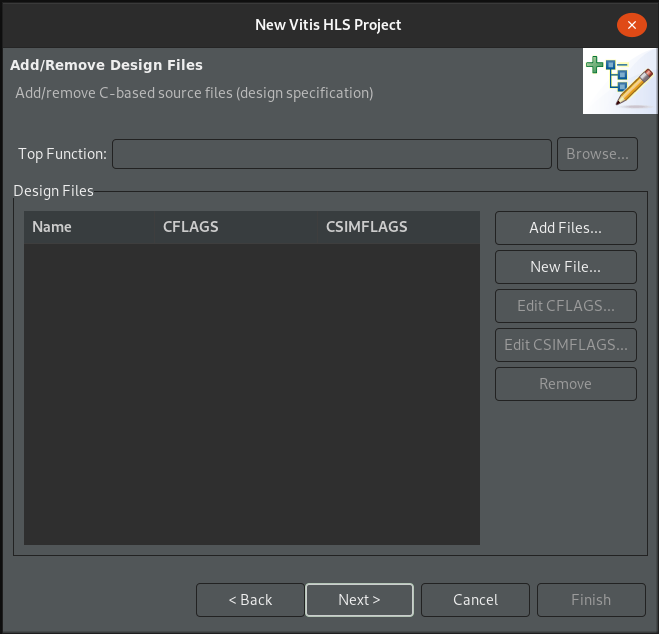 New Vitis HLS Project
Add/Remove Design Files
Add/remove C-based source files (design specification)
Top Function:
Browse...
Design Files
Name CFLAGS CSIMFLAGS
Add Files...
New File...
Edit CFLAGS...
Edit CSIMFLAGS...
Remove
< Back Next > Cancel Finish